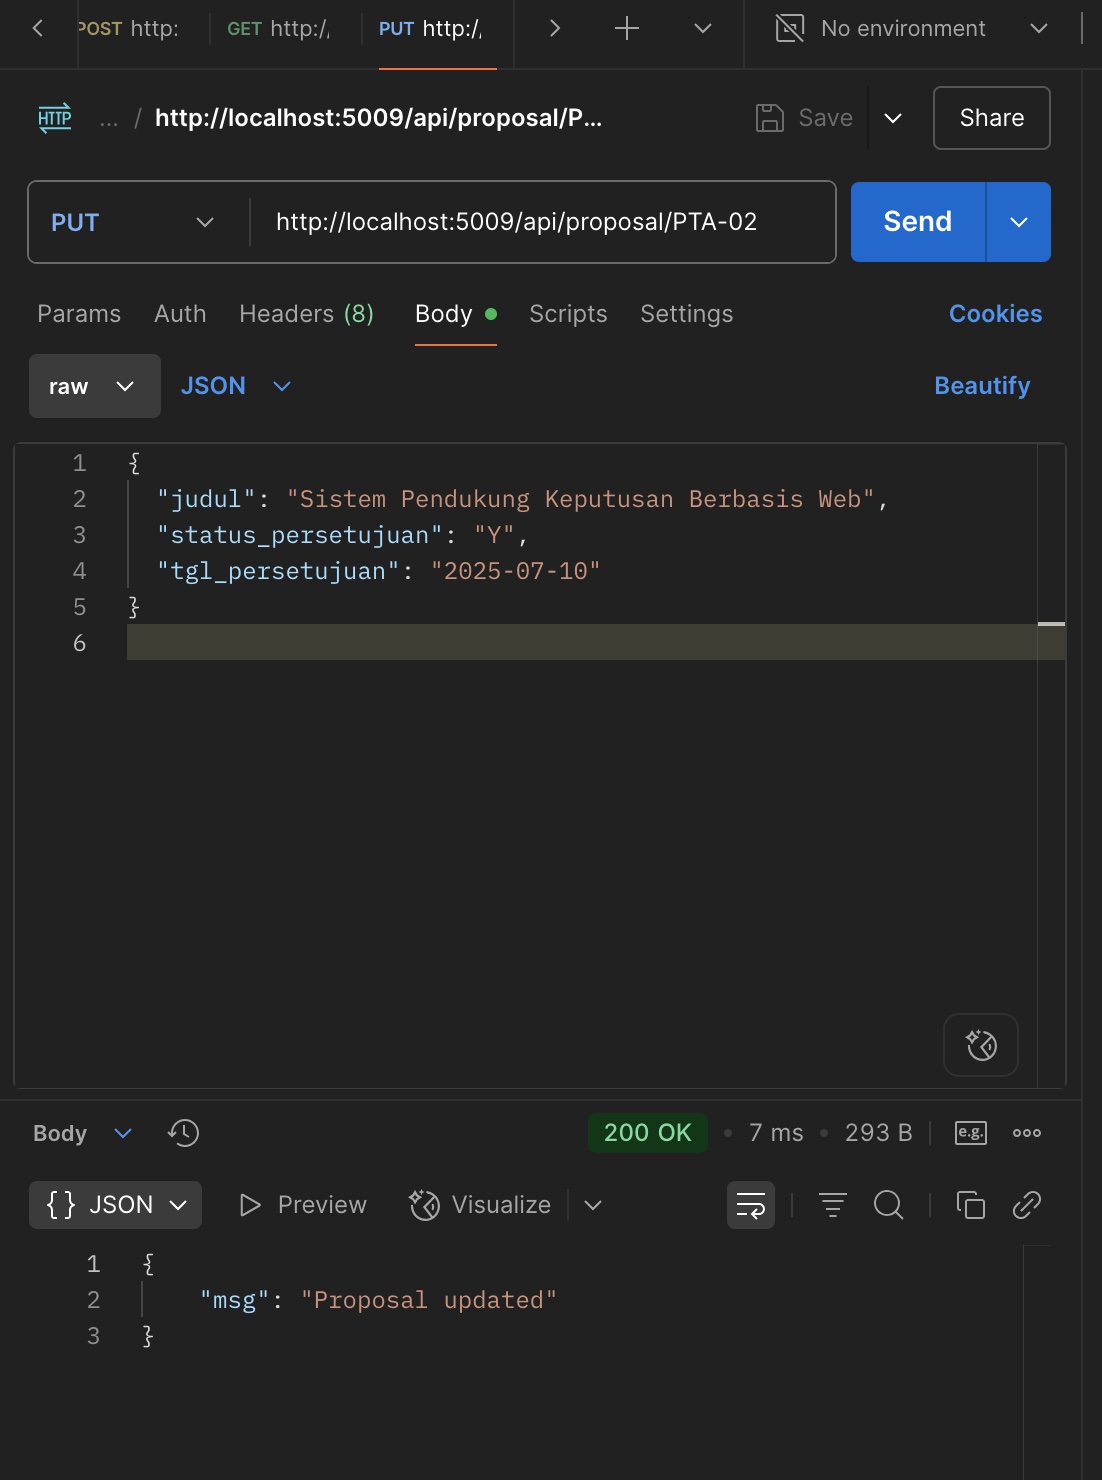 POST http:
GET http:/
PUT http:/
No environment
HTTP ... / http://localhost:5009/api/proposal/P...
Save
Share
PUT
http://localhost:5009/api/proposal/PTA-02
Send
Params Auth Headers (8) Body Scripts Settings Cookies
raw JSON Beautify
1 {
2 "judul": "Sistem Pendukung Keputusan Berbasis Web",
3 "status_persetujuan": "Y",
4 "tgl_persetujuan": "2025-07-10"
5 }
6
Body 200 OK • 7 ms • 293 B e.g.
{} JSON Preview Visualize
1 {
2 "msg": "Proposal updated"
3 }